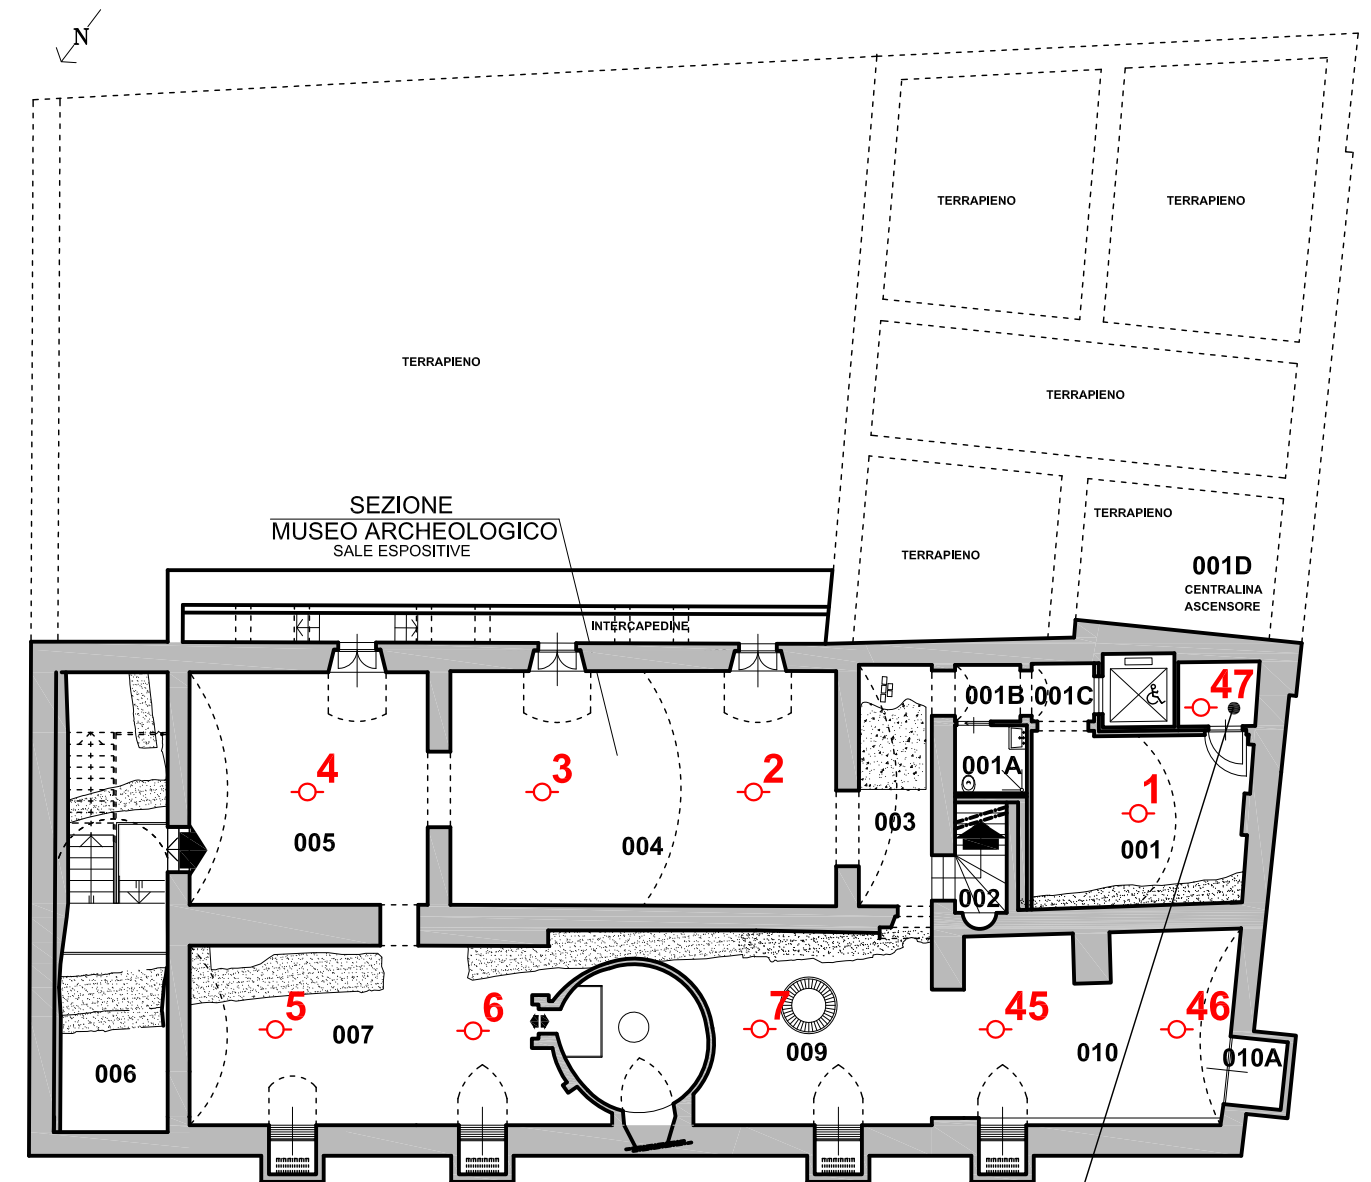 N
TERRAPIENO
TERRAPIENO
TERRAPIENO
TERRAPIENO
SEZIONE
MUSEO ARCHEOLOGICO
SALE ESPOSITIVE
TERRAPIENO
TERRAPIENO
001D
CENTRALINA
ASCENSORE
INTERCAPEDINE
001B
001C
47
4
3
2
001A
1
005
004
003
001
002
5
6
7
45
46
007
009
010
010A
006